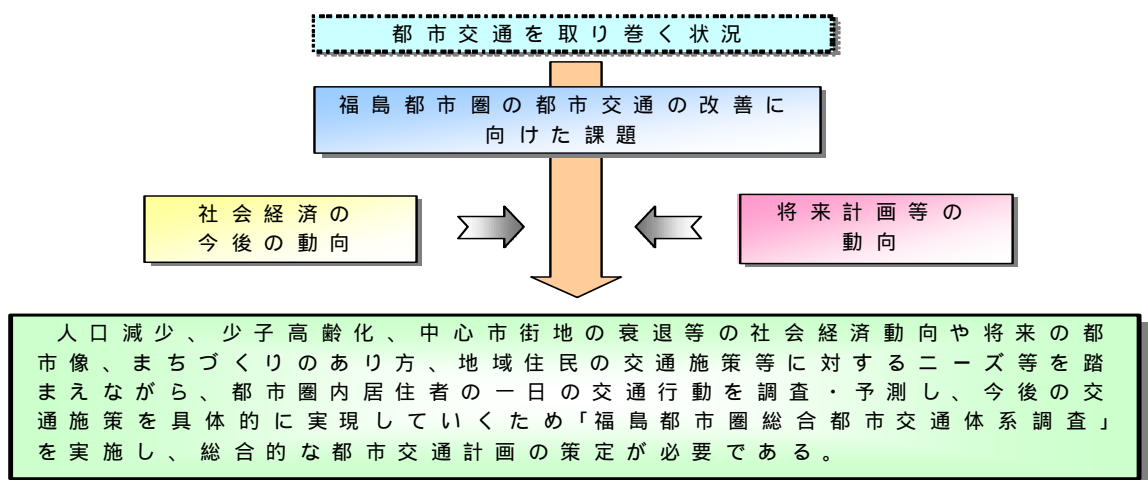 都市交通を取り巻く状況
福島都市圏の都市交通の改善に
向けた課題
社会経済の
今後の動向
将来計画等の
動向
人口減少、少子高齢化、中心市街地の衰退等の社会経済動向や将来の都
市像、まちづくりのあり方、地域住民の交通施策等に対するニーズ等を踏
まえながら、都市圏内居住者の一日の交通行動を調査・予測し、今後の交
通施策を具体的に実現していくため「福島都市圏総合都市交通体系調査」
を実施し、総合的な都市交通計画の策定が必要である。